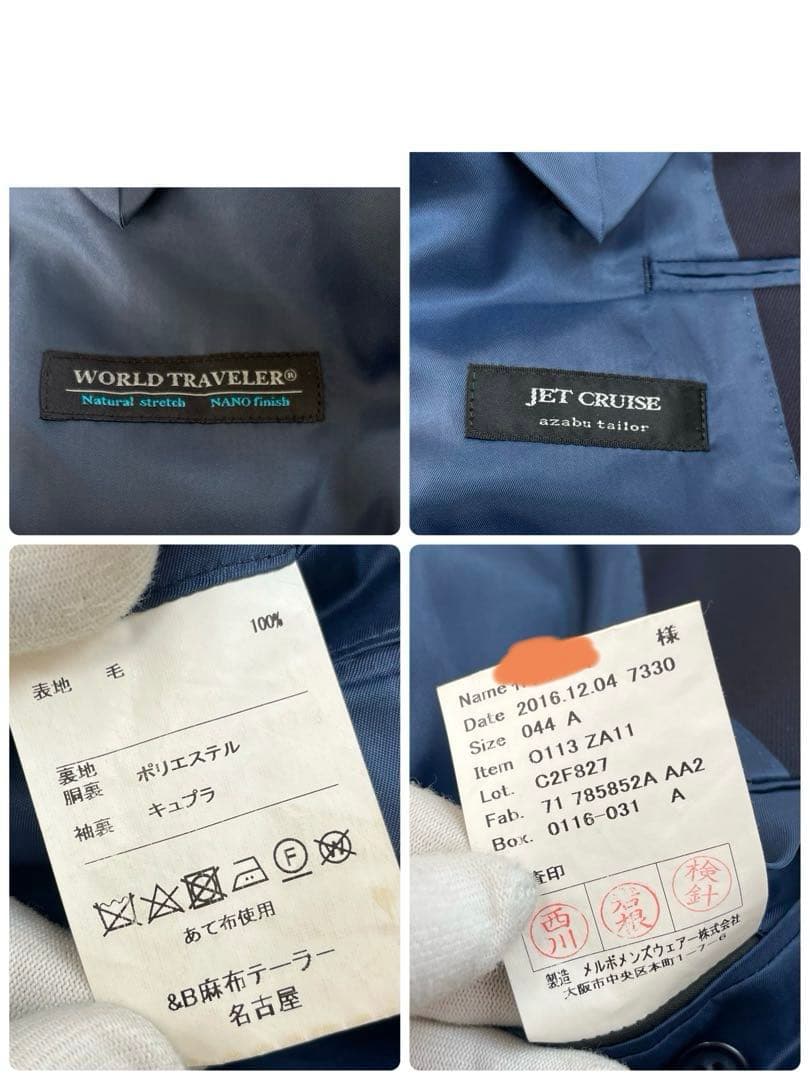 WORLD TRAVELER®
Natural stretch NANO finish
JET CRUISE
azabu tailor
100%
表地 毛
裏地
胴裏 ポリエステル
袖裏 キュプラ
F
W
あて布使用
&B麻布テーラー
名古屋
様
Name
Date 2016.12.04 7330
Size 044 A
Item O113 ZA11
Lot. C2F827
Fab. 71 785852A AA2
Box. 0116-031 A
査印
西川
岩根
検針
製造 メルボメンズウェアー株式会社
大阪市中央区本町1-7-6